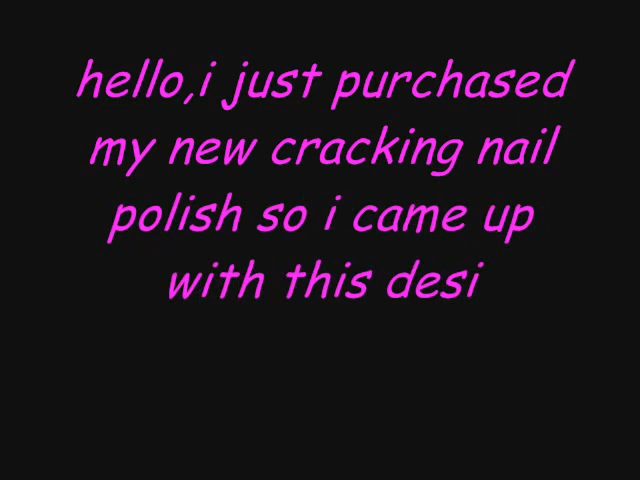 hello,i just purchased
my new cracking nail
polish so i came up
with this desi